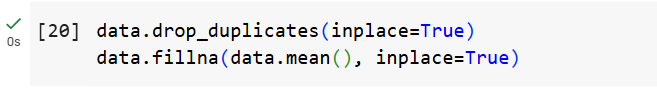 [20] data.drop_duplicates(inplace=True)
data.fillna(data.mean(), inplace=True)
0s